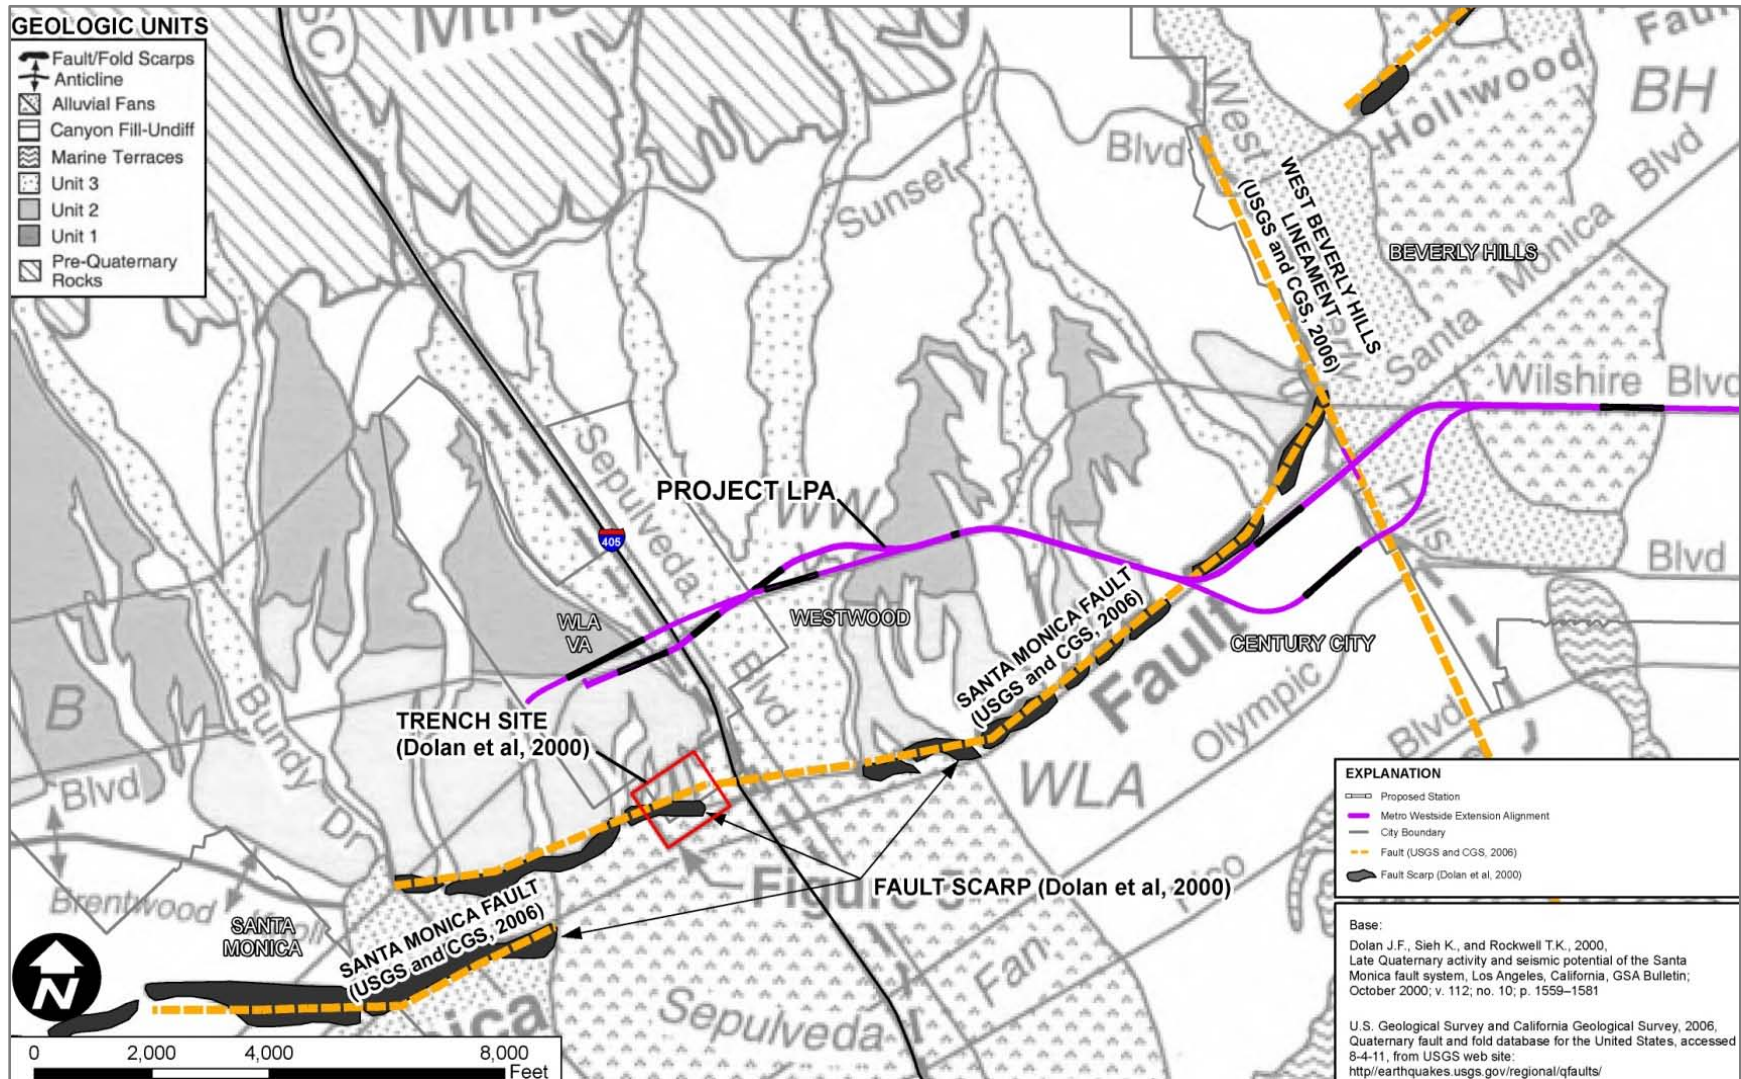 GEOLOGIC UNITS
Fault/Fold Scarps
Anticline
Alluvial Fans
Canyon Fill-Undiff
Marine Terraces
Unit 3
Unit 2
Unit 1
Pre-Quaternary
Rocks
SC
Mtns
Fau
BH
Hollywood
West
Blvd
Sunset
Blvd
Monica
Santa
WEST BEVERLY HILLS
LINEAMENT
(USGS and CGS, 2006)
BEVERLY HILLS
Wilshire Blvd
Hills
Blvd
Sepulveda
Blvd
405
PROJECT LPA
WW
WLA
VA
WESTWOOD
SANTA MONICA FAULT
(USGS and CGS, 2006)
Fault
CENTURY CITY
Olympic
Blvd
WLA
Pico
B
Bundy
Dr
Blvd
TRENCH SITE
(Dolan et al, 2000)
Brentwood
SANTA
MONICA
SANTA MONICA FAULT
(USGS and CGS, 2006)
FAULT SCARP (Dolan et al, 2000)
Figure
Sepulveda
Fan
ica
N
0 2,000 4,000 8,000
Feet
EXPLANATION
Proposed Station
Metro Westside Extension Alignment
City Boundary
Fault (USGS and CGS, 2006)
Fault Scarp (Dolan et al, 2000)
Base:
Dolan J.F., Sieh K., and Rockwell T.K., 2000,
Late Quaternary activity and seismic potential of the Santa
Monica fault system, Los Angeles, California, GSA Bulletin;
October 2000; v. 112; no. 10; p. 1559–1581
U.S. Geological Survey and California Geological Survey, 2006,
Quaternary fault and fold database for the United States, accessed
8-4-11, from USGS web site:
http//earthquakes.usgs.gov/regional/qfaults/